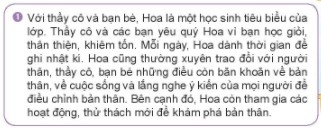 1 Với thầy cô và bạn bè, Hoa là một học sinh tiêu biểu của
lớp. Thầy cô và các bạn yêu quý Hoa vì bạn học giỏi,
thân thiện, khiêm tốn. Mỗi ngày, Hoa dành thời gian để
ghi nhật kí. Hoa cũng thường xuyên trao đổi với người
thân, thầy cô, bạn bè những điều còn băn khoăn về bản
thân, về cuộc sống và lắng nghe ý kiến của mọi người để
điều chỉnh bản thân. Bên cạnh đó, Hoa còn tham gia các
hoạt động, thử thách mới để khám phá bản thân.